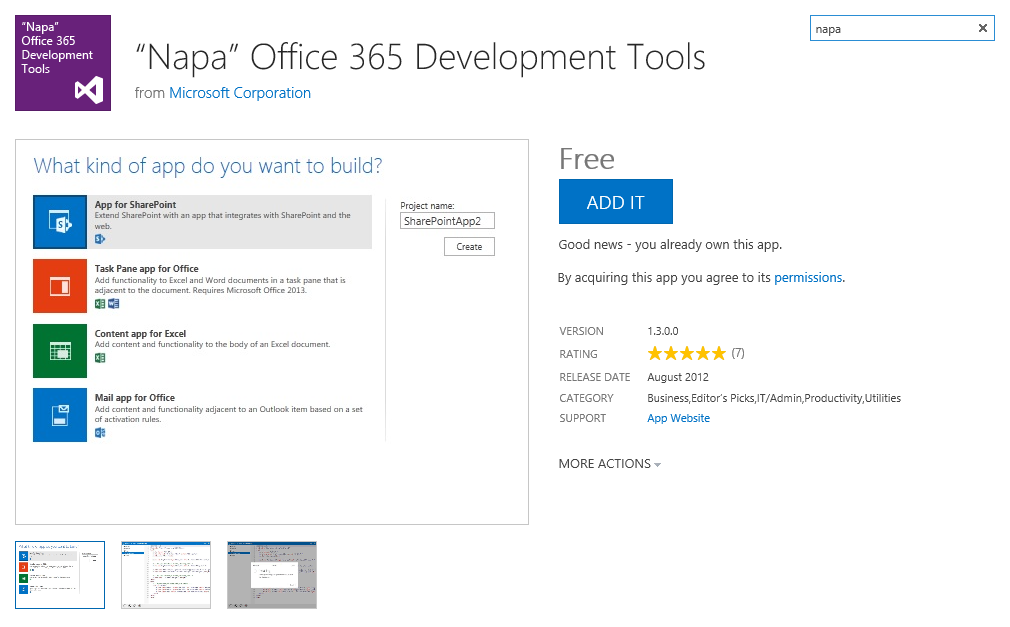 "Napa"
Office 365
Development
Tools
"Napa" Office 365 Development Tools
from Microsoft Corporation
napa
What kind of app do you want to build?
App for SharePoint
Extend SharePoint with an app that integrates with SharePoint and the
web.
Task Pane app for Office
Add functionality to Excel and Word documents in a task pane that is
adjacent to the document. Requires Microsoft Office 2013.
Content app for Excel
Add content and functionality to the body of an Excel document.
Mail app for Office
Add content and functionality adjacent to an Outlook item based on a set
of activation rules.
Project name:
SharePointApp2
Create
Free
ADD IT
Good news - you already own this app.
By acquiring this app you agree to its permissions.
VERSION 1.3.0.0
RATING (7)
RELEASE DATE August 2012
CATEGORY Business,Editor's Picks,IT/Admin,Productivity,Utilities
SUPPORT App Website
MORE ACTIONS